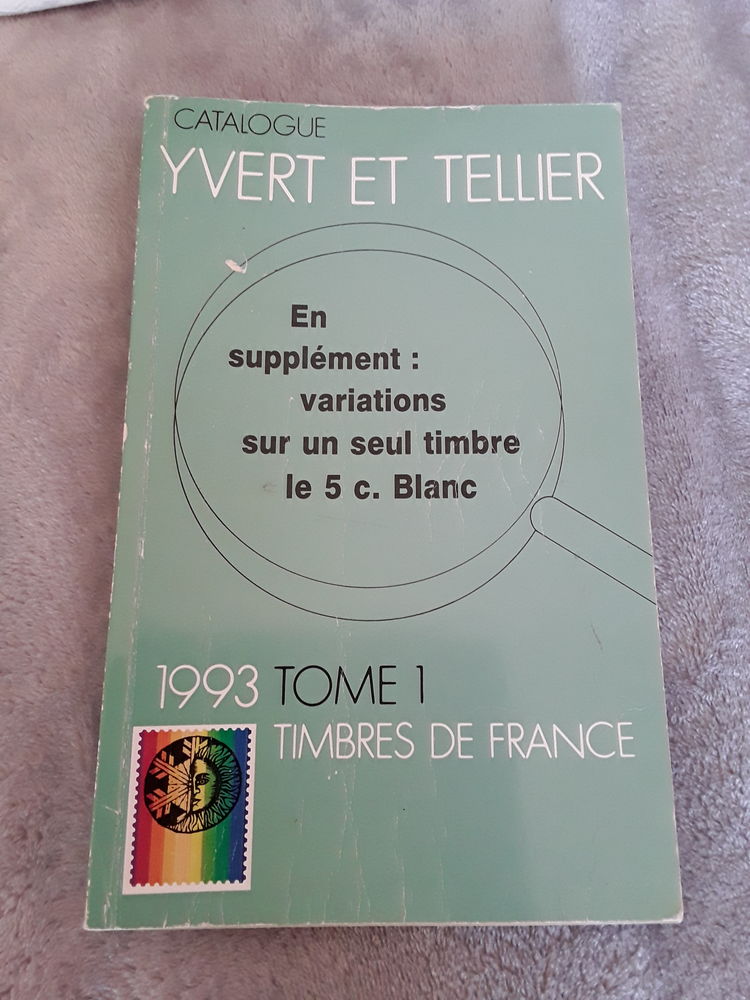 CATALOGUE
YVERT ET TELLIER
En
supplément :
variations
sur un seul timbre
le 5 c. Blanc
1993 TOME 1
TIMBRES DE FRANCE